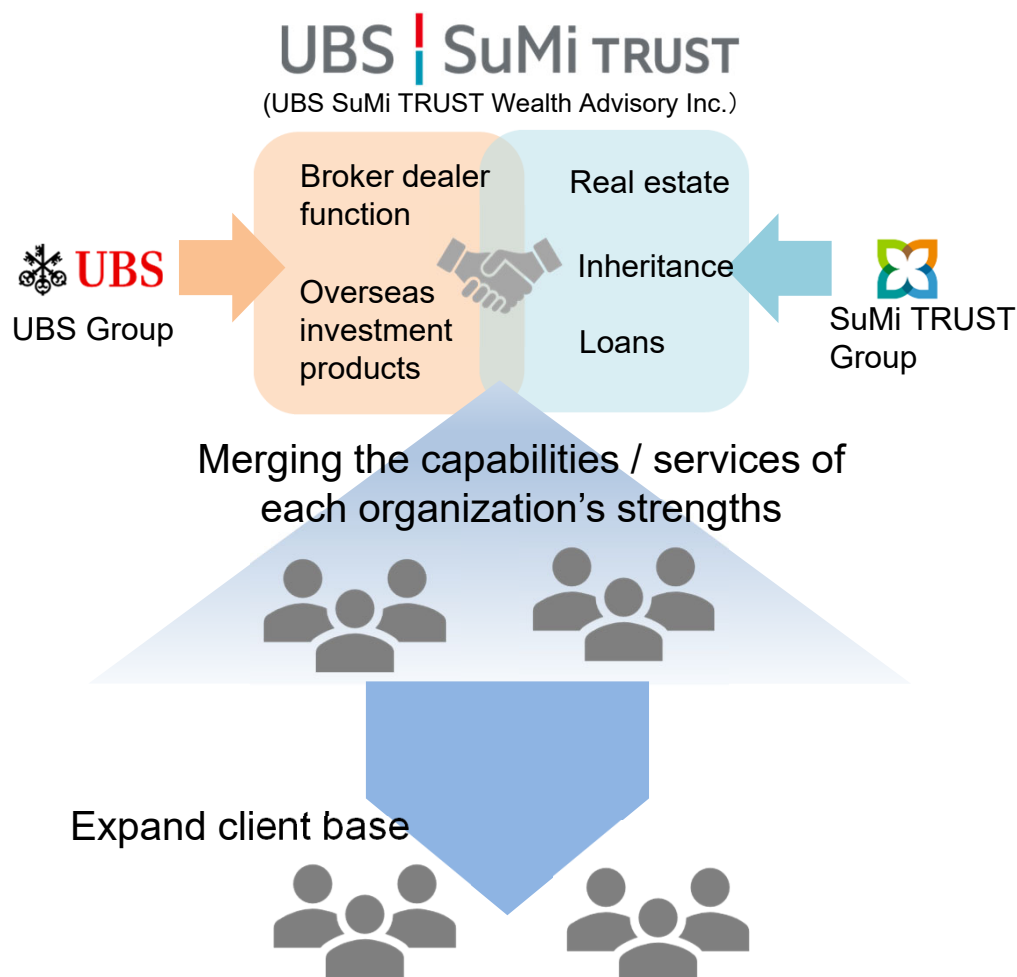 UBS SuMi TRUST
(UBS SuMi TRUST Wealth Advisory Inc.）
Broker dealer
function
Overseas
investment
products
Real estate
Inheritance
Loans
UBS
UBS Group
SuMi TRUST
Group
Merging the capabilities / services of
each organization’s strengths
Expand client base